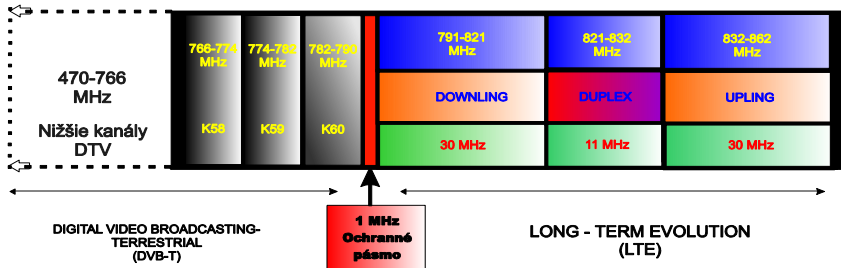 470-766
MHz
Nižšie kanály
DTV
766-774
MHz
K58
774-782
MHz
K59
782-790
MHz
K60
791-821
MHz
DOWNLING
30 MHz
821-832
MHz
DUPLEX
11 MHz
832-862
MHz
UPLING
30 MHz
DIGITAL VIDEO BROADCASTING-
TERRESTRIAL
(DVB-T)
1 MHz
Ochranné
pásmo
LONG - TERM EVOLUTION
(LTE)